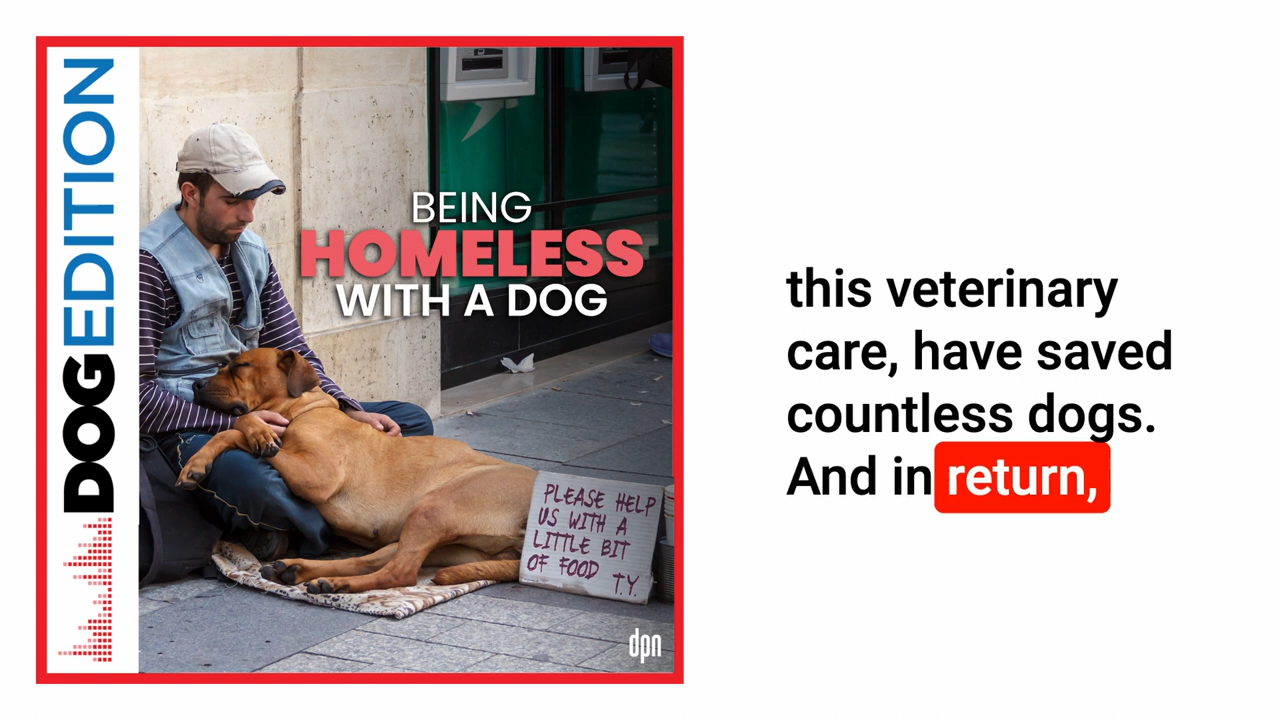 DOGEDITION
BEING
HOMELESS
WITH A DOG
PLEASE HELP
US WITH A
LITTLE BIT
OF FOOD T.Y.
dpn
this veterinary
care, have saved
countless dogs.
And in return,